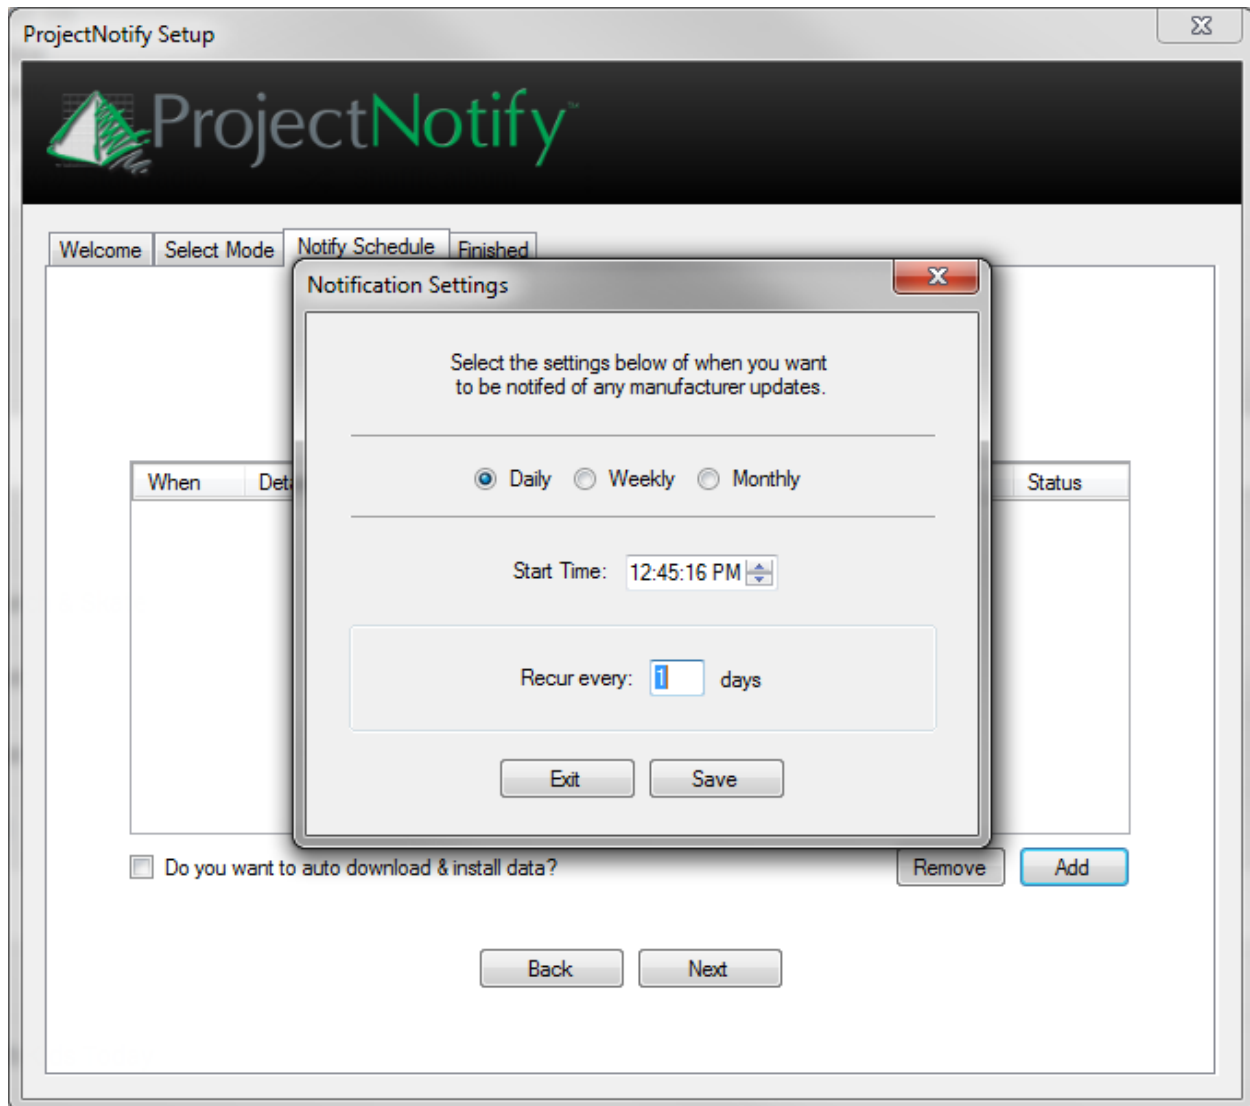 ProjectNotify Setup
ProjectNotify™
Welcome Select Mode Notify Schedule Finished
Notification Settings
Select the settings below of when you want
to be notifed of any manufacturer updates.
When Deta Status
Daily Weekly Monthly
Start Time: 12:45:16 PM
Recur every: 1 days
Exit Save
Do you want to auto download & install data? Remove Add
Back Next